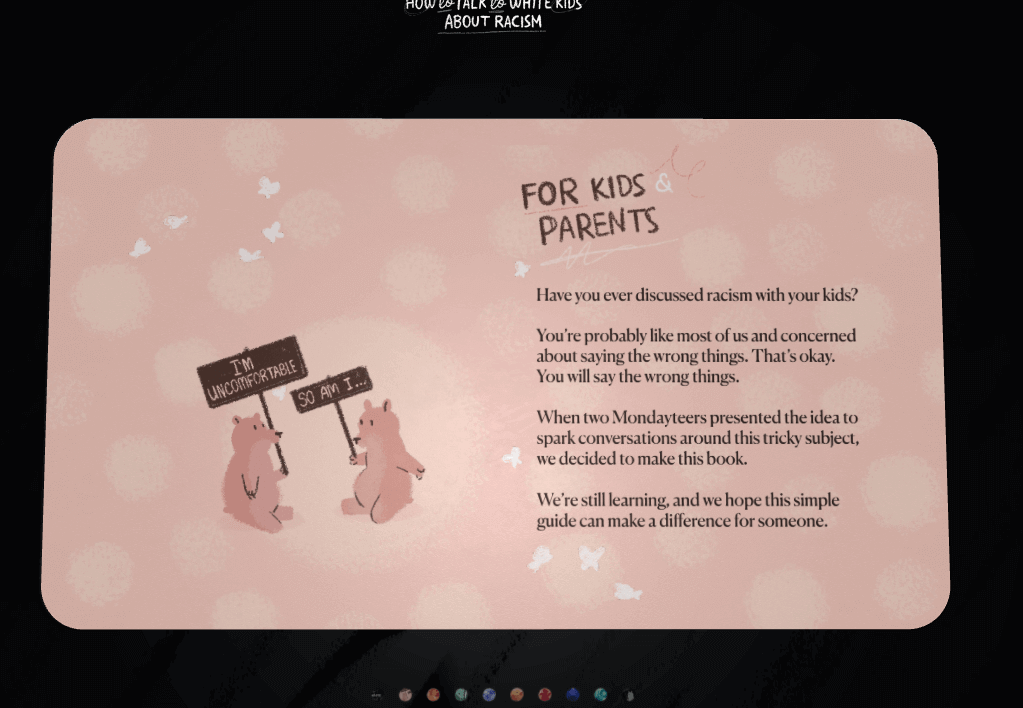 HOW to TALK to WHITE KIDS
ABOUT RACISM
FOR KIDS &
PARENTS
Have you ever discussed racism with your kids?
You're probably like most of us and concerned
about saying the wrong things. That's okay.
You will say the wrong things.
When two Mondayteers presented the idea to
spark conversations around this tricky subject,
we decided to make this book.
We're still learning, and we hope this simple
guide can make a difference for someone.
I'M
UNCOMFORTABLE
SO AM I...